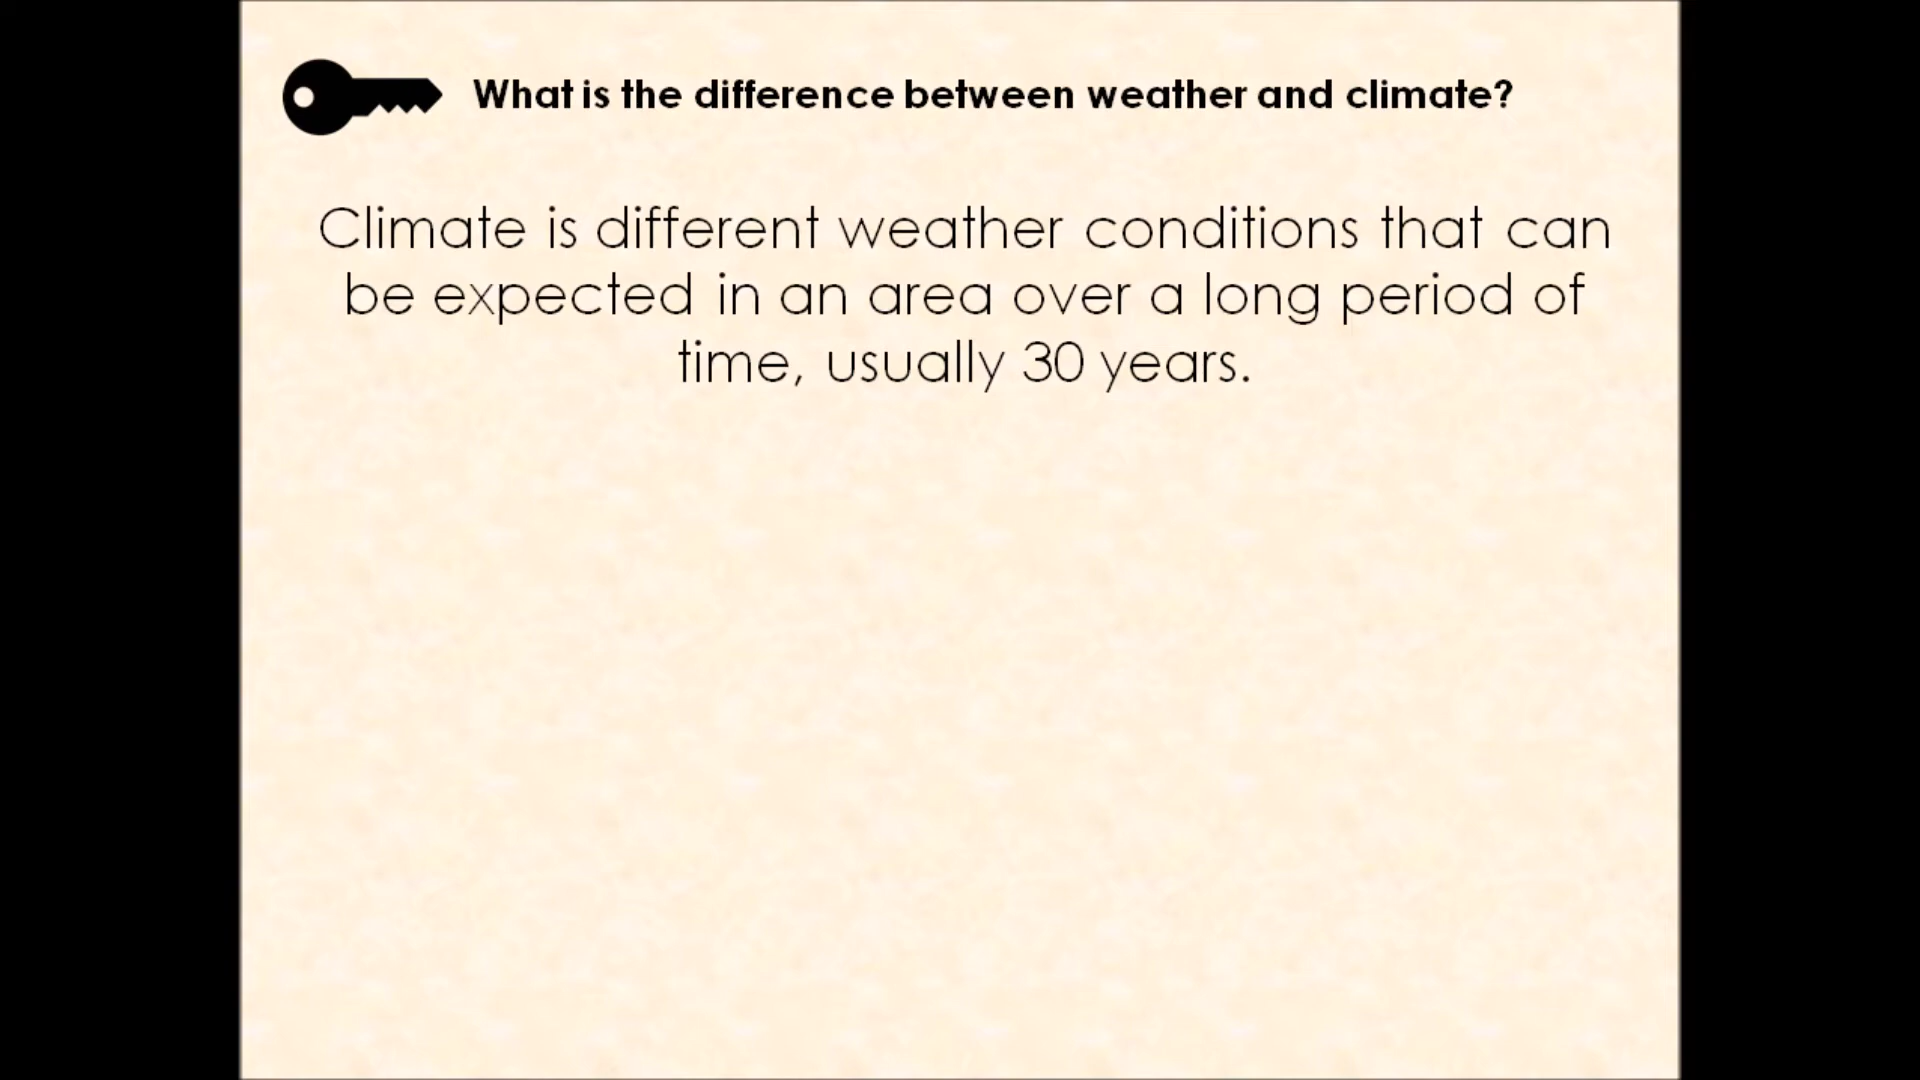 What is the difference between weather and climate?
Climate is different weather conditions that can
be expected in an area over a long period of
time, usually 30 years.